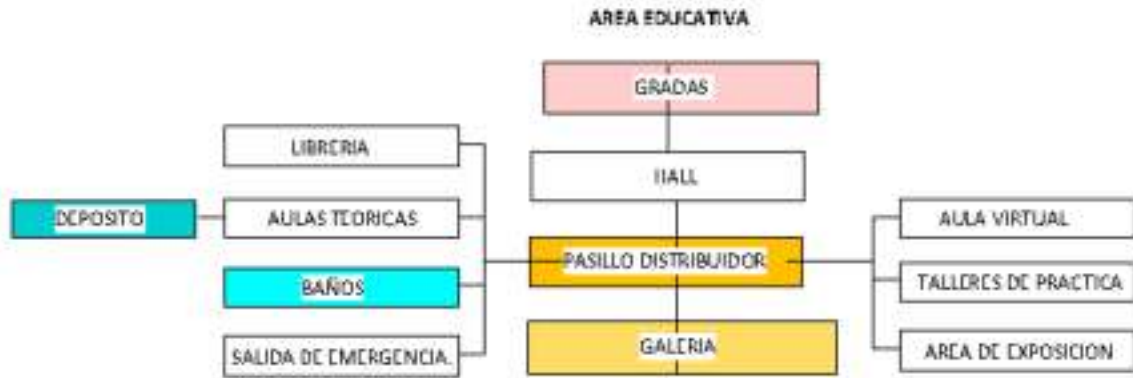 AREA EDUCATIVA
GRADAS
LIBRERIA
HALL
DEPOSITO
AULAS TEORICAS
AULA VIRTUAL
PASILLO DISTRIBUIDOR
BAÑOS
TALLERES DE PRACTICA
GALERIA
SALIDA DE EMERGENCIA.
AREA DE EXPOSICION